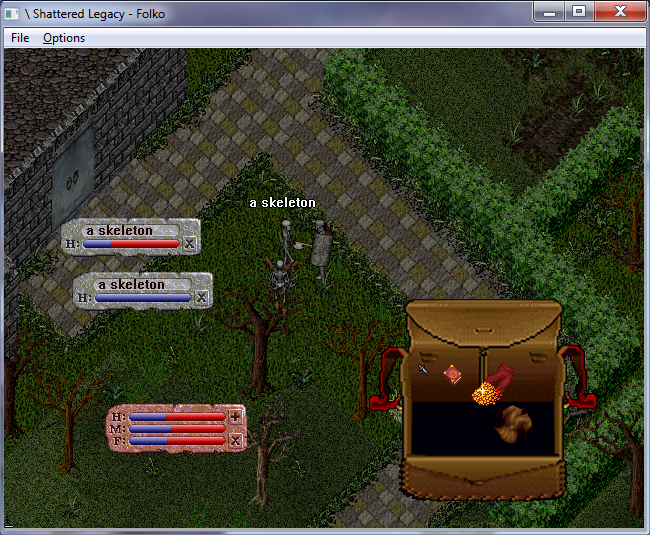 \ Shattered Legacy - Folko
File Options
a skeleton
a skeleton
H: X
a skeleton
H: X
H: +
M:
F: X